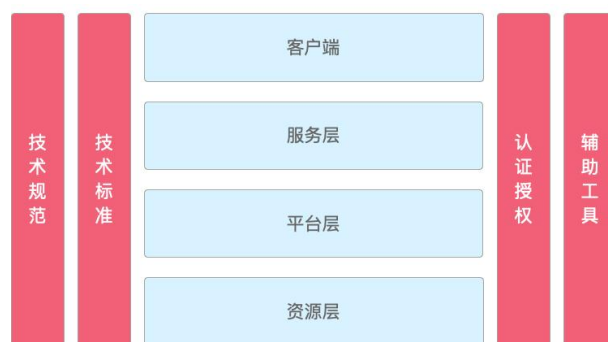 技术规范
技术标准
客户端
服务层
平台层
资源层
认证授权
辅助工具